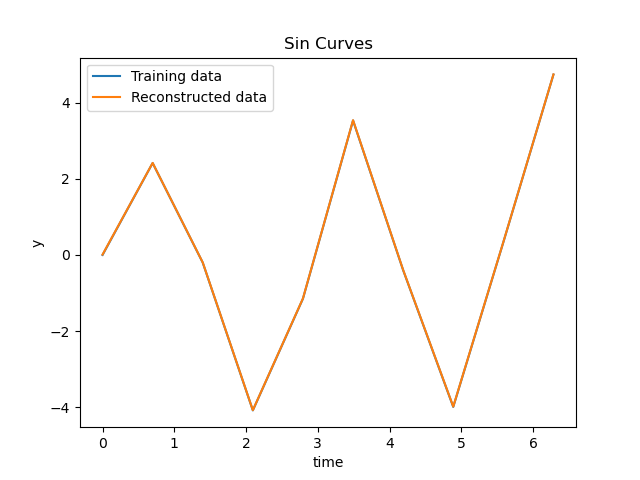 Sin Curves
Training data
Reconstructed data
4
2
0
−2
−4
y
0 1 2 3 4 5 6
time